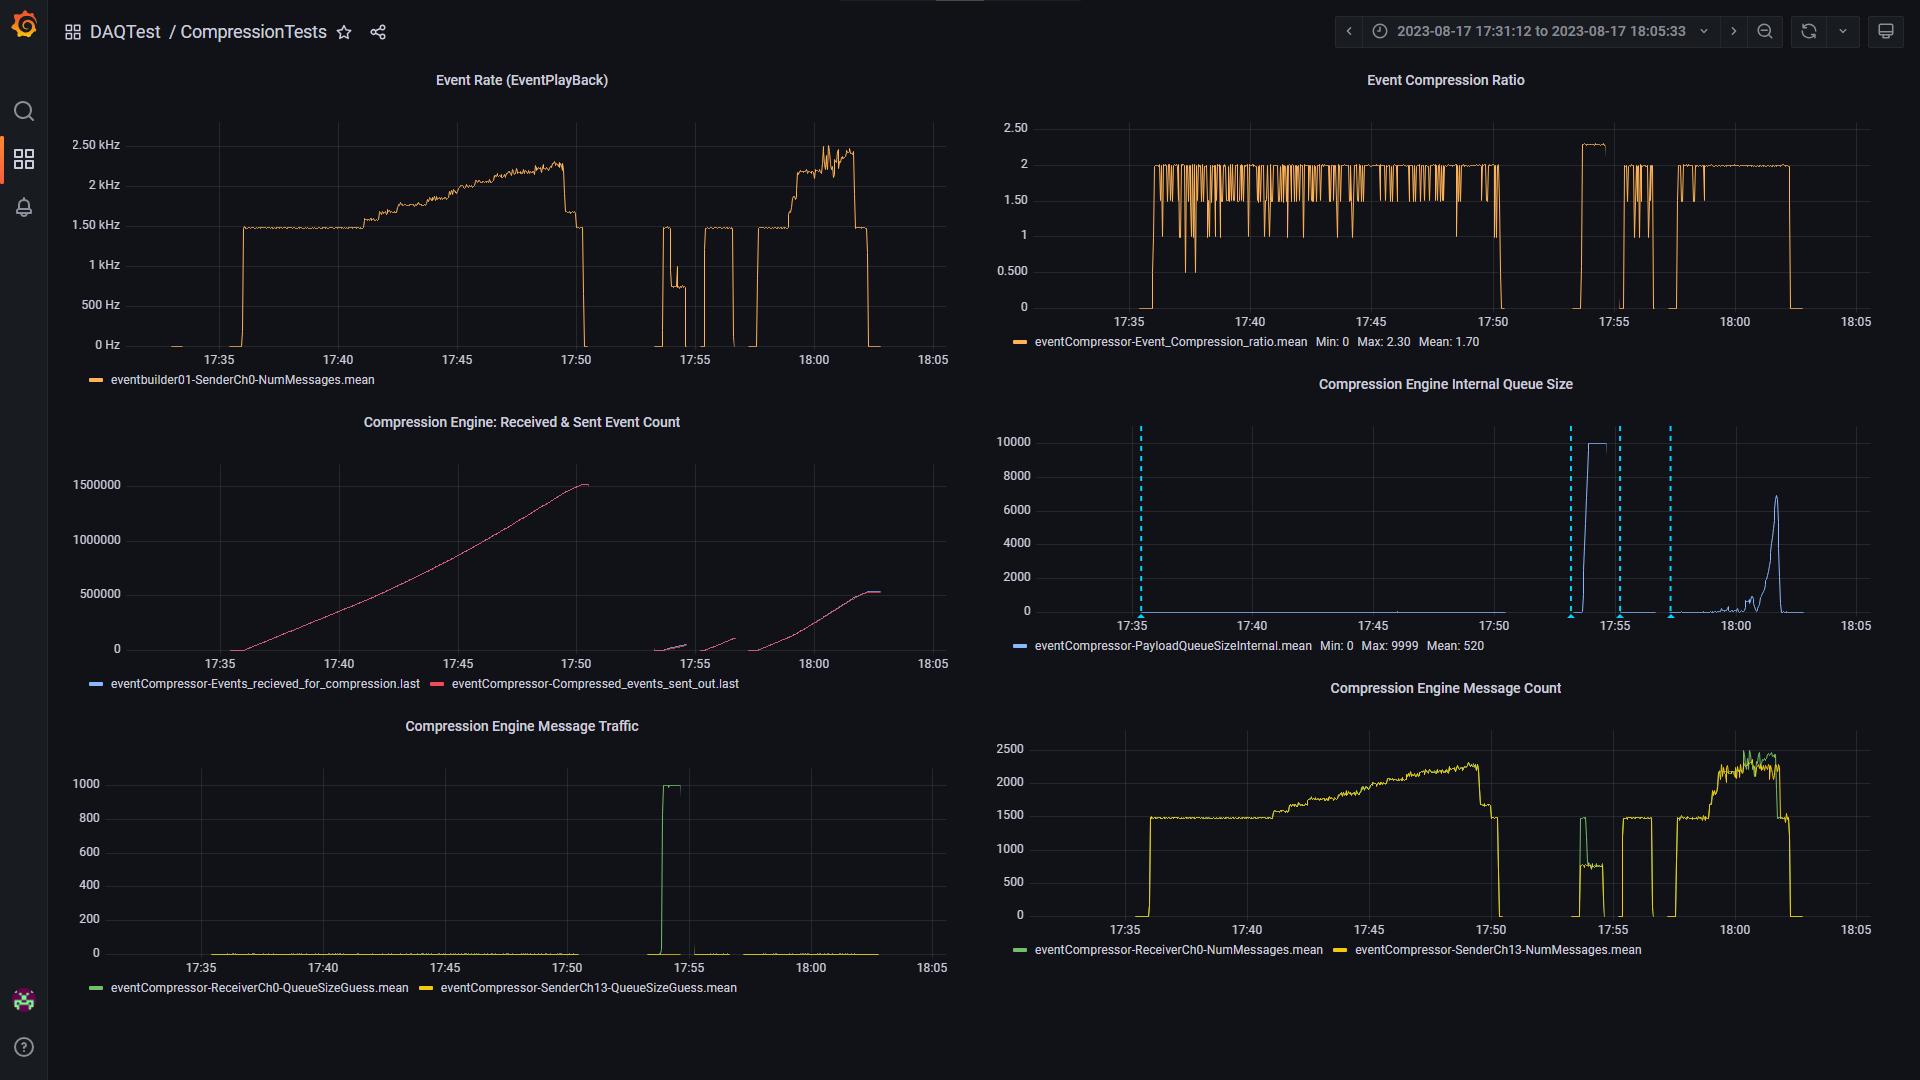 DAQTest / CompressionTests
2023-08-17 17:31:12 to 2023-08-17 18:05:33
Event Rate (EventPlayBack)
2.50 kHz
2 kHz
1.50 kHz
1 kHz
500 Hz
0 Hz
17:35 17:40 17:45 17:50 17:55 18:00 18:05
eventbuilder01-SenderCh0-NumMessages.mean
Event Compression Ratio
2.50
2
1.50
1
0.500
0
17:35 17:40 17:45 17:50 17:55 18:00 18:05
eventCompressor-Event_Compression_ratio.mean Min: 0 Max: 2.30 Mean: 1.70
Compression Engine: Received & Sent Event Count
1500000
1000000
500000
0
17:35 17:40 17:45 17:50 17:55 18:00 18:05
eventCompressor-Events_recieved_for_compression.last eventCompressor-Compressed_events_sent_out.last
Compression Engine Internal Queue Size
10000
8000
6000
4000
2000
0
17:35 17:40 17:45 17:50 17:55 18:00 18:05
eventCompressor-PayloadQueueSizeInternal.mean Min: 0 Max: 9999 Mean: 520
Compression Engine Message Traffic
1000
800
600
400
200
0
17:35 17:40 17:45 17:50 17:55 18:00 18:05
eventCompressor-ReceiverCh0-QueueSizeGuess.mean eventCompressor-SenderCh13-QueueSizeGuess.mean
Compression Engine Message Count
2500
2000
1500
1000
500
0
17:35 17:40 17:45 17:50 17:55 18:00 18:05
eventCompressor-ReceiverCh0-NumMessages.mean eventCompressor-SenderCh13-NumMessages.mean